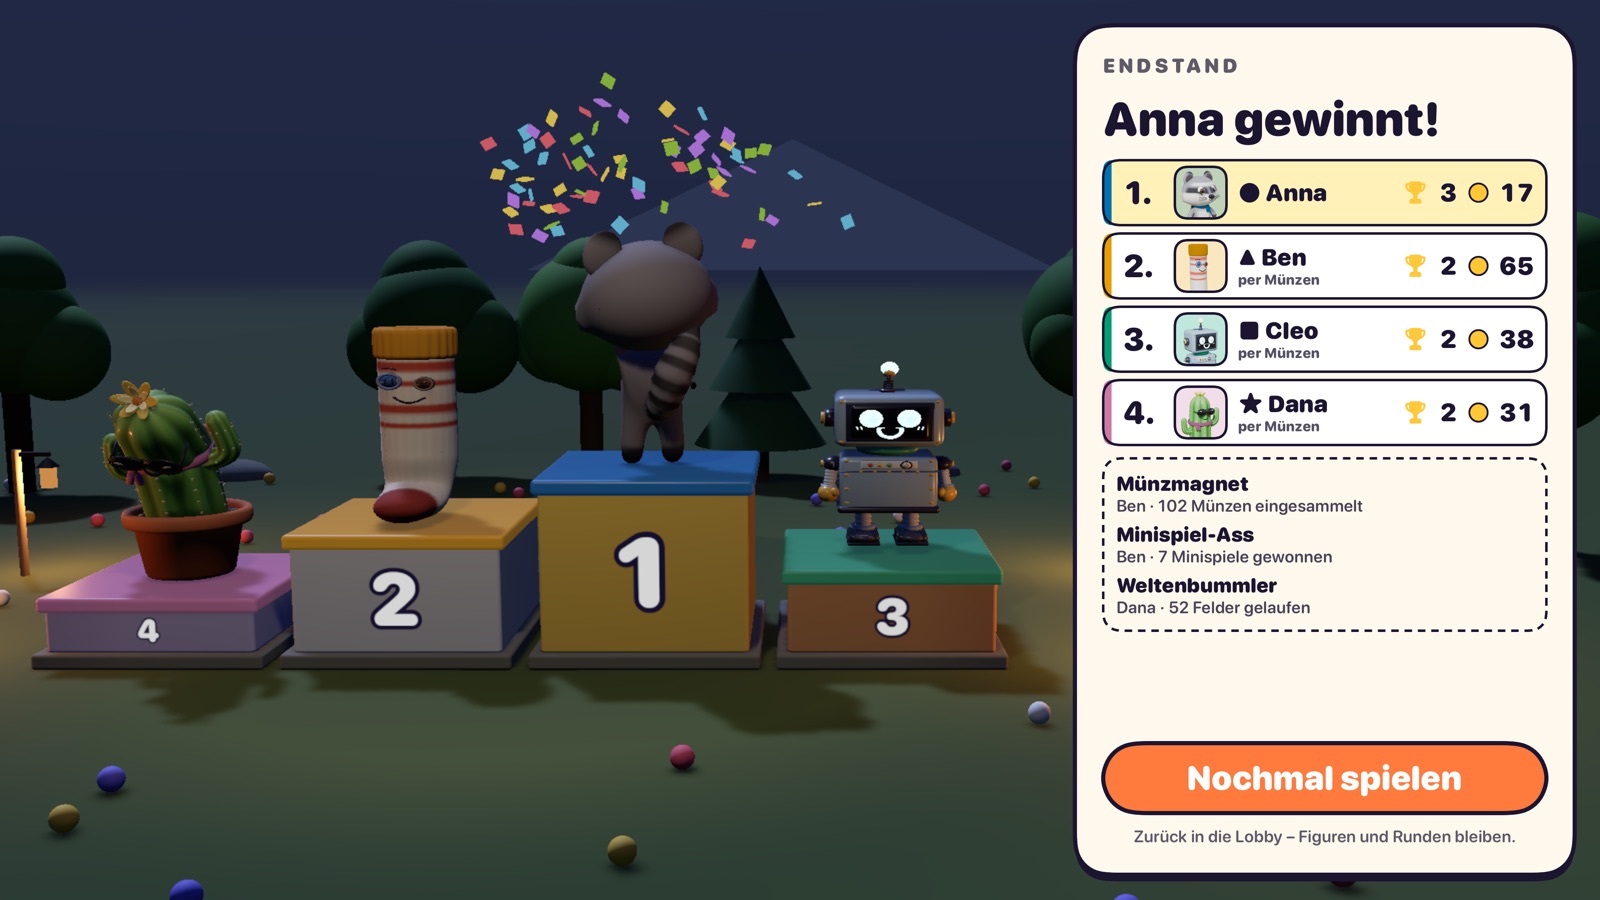 ENDSTAND
Anna gewinnt!
1. Anna 3 17
2. Ben 2 65
per Münzen
3. Cleo 2 38
per Münzen
4. Dana 2 31
per Münzen
Münzmagnet
Ben · 102 Münzen eingesammelt
Minispiel-Ass
Ben · 7 Minispiele gewonnen
Weltenbummler
Dana · 52 Felder gelaufen
Nochmal spielen
Zurück in die Lobby – Figuren und Runden bleiben.
4
2
1
3